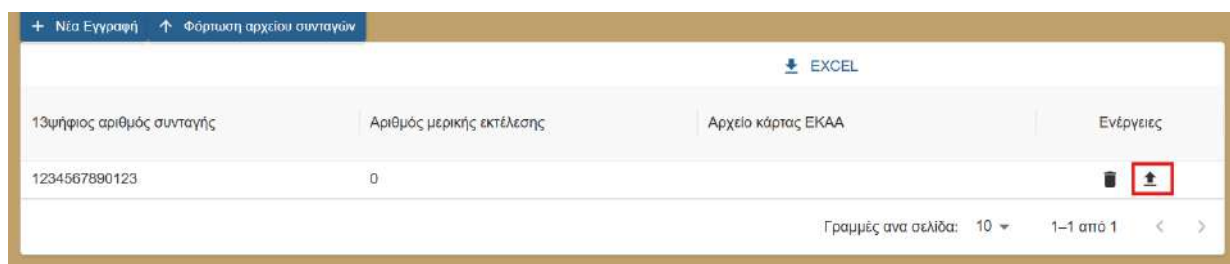 + Νέα Εγγραφή ↑ Φόρτωση αρχείου συνταγών
EXCEL
13ψήφιος αριθμός συνταγής Αριθμός μερικής εκτέλεσης Αρχείο κάρτας ΕΚΑΑ Ενέργειες
1234567890123 0
Γραμμές ανα σελίδα: 10 1–1 από 1